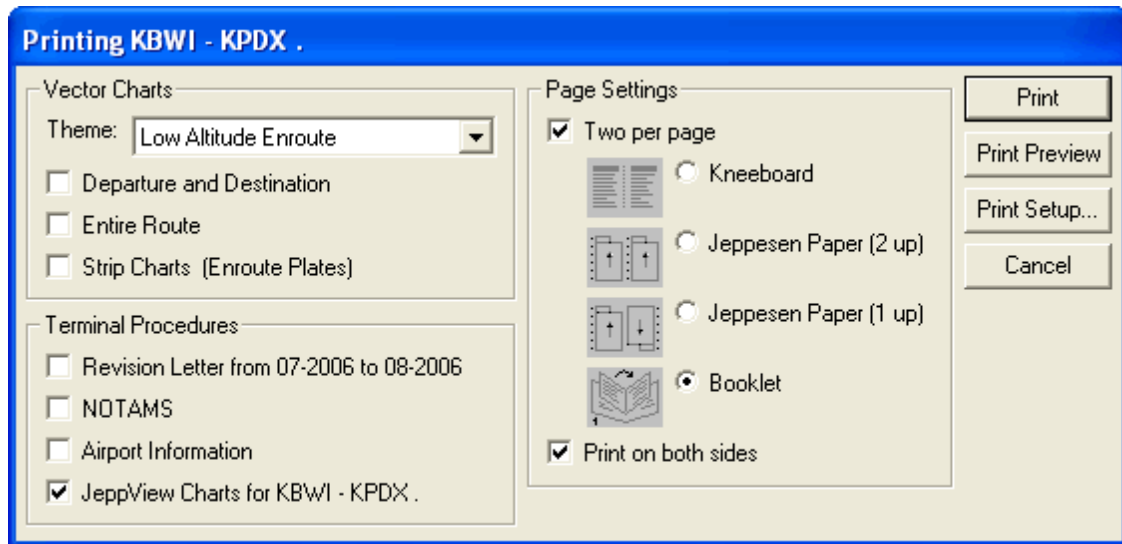 Printing KBWI - KPDX .
Vector Charts
Theme: Low Altitude Enroute
Departure and Destination
Entire Route
Strip Charts (Enroute Plates)
Terminal Procedures
Revision Letter from 07-2006 to 08-2006
NOTAMS
Airport Information
JeppView Charts for KBWI - KPDX .
Page Settings
Two per page
Kneeboard
Jeppesen Paper (2 up)
Jeppesen Paper (1 up)
1
Booklet
Print on both sides
Print
Print Preview
Print Setup...
Cancel